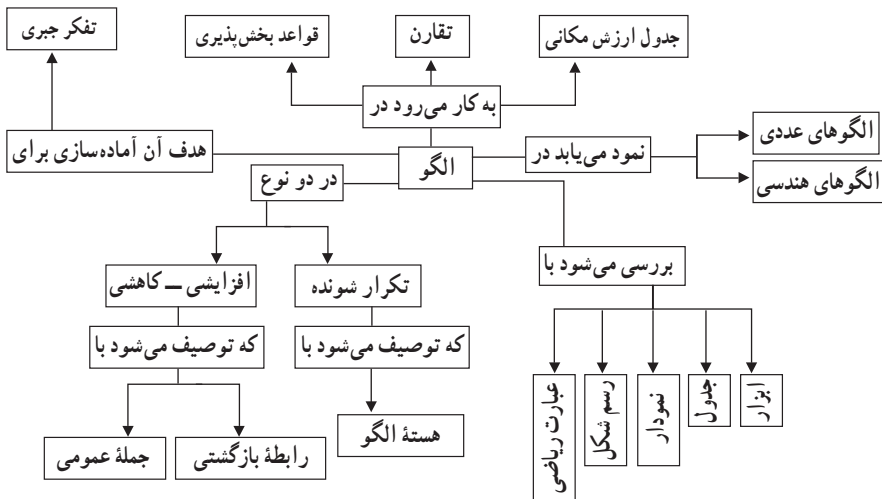 جدول ارزش مکانی
تقارن
قواعد بخش‌پذیری
تفکر جبری
به کار می‌رود در
هدف آن آماده‌سازی برای
الگو
نمود می‌یابد در
الگوهای عددی
الگوهای هندسی
در دو نوع
بررسی می‌شود با
تکرار شونده
افزایشی ــ کاهشی
که توصیف می‌شود با
که توصیف می‌شود با
ابزار
جدول
نمودار
رسم شکل
عبارت ریاضی
هستهٔ الگو
رابطهٔ بازگشتی
جملهٔ عمومی